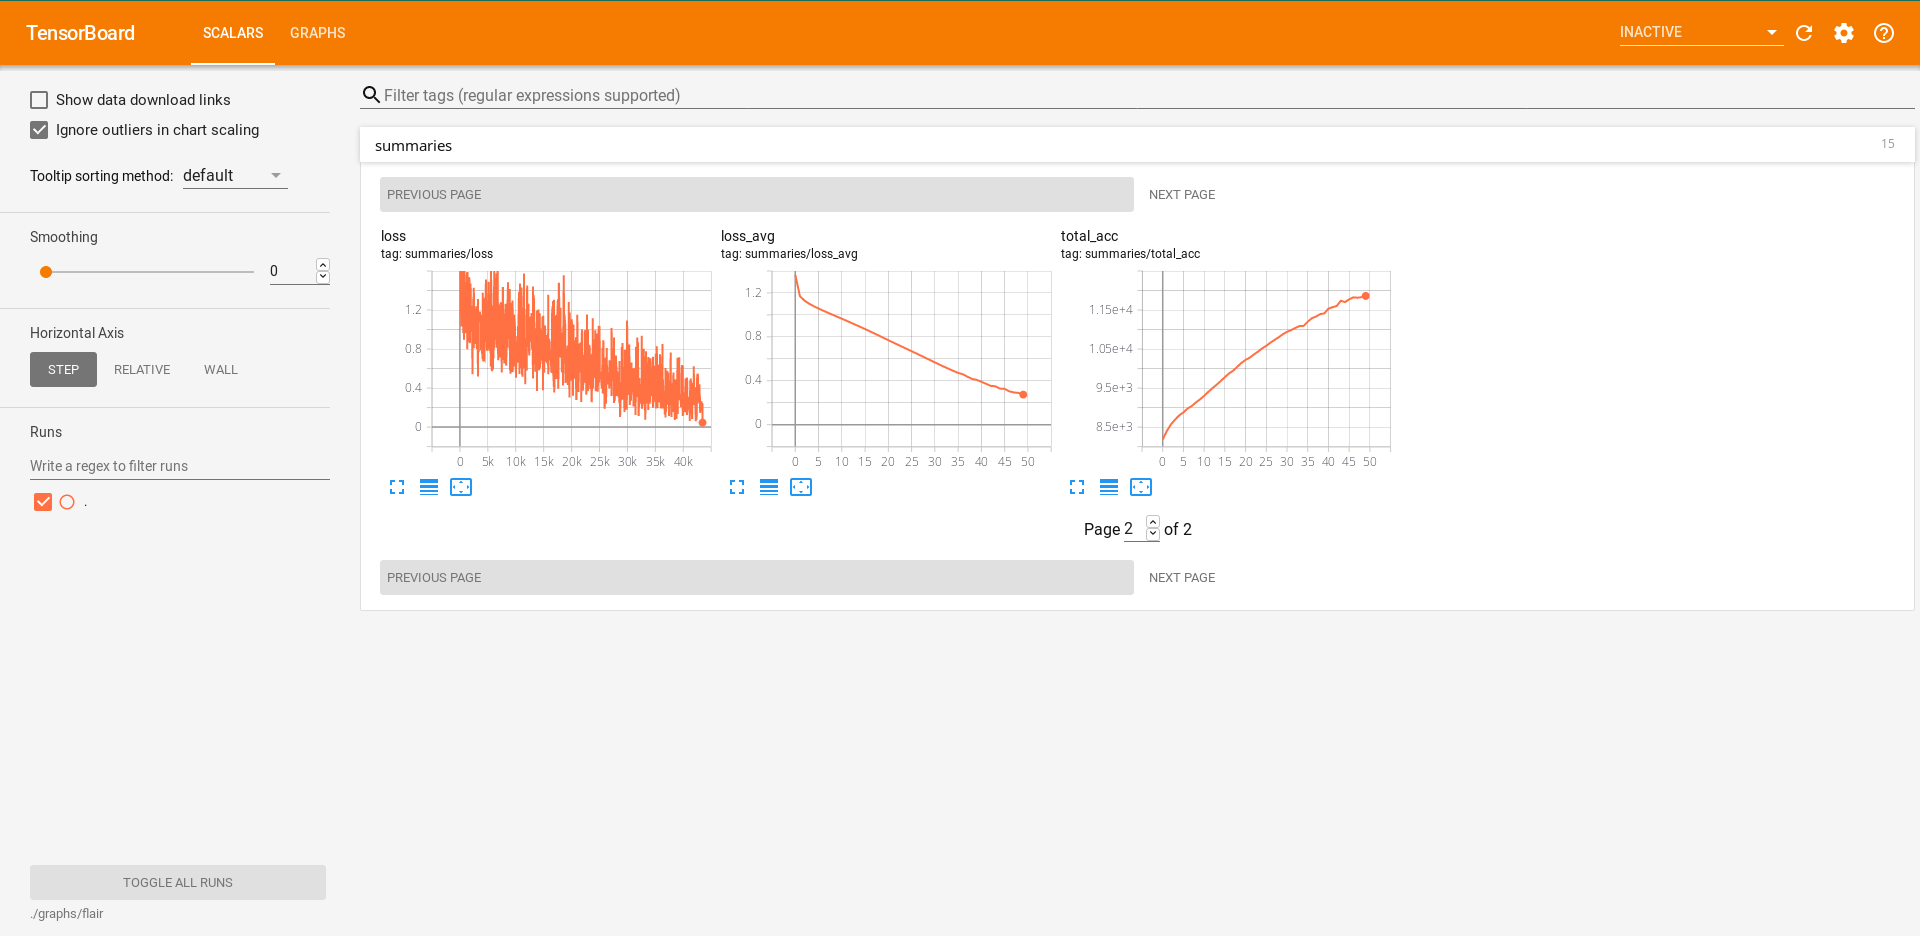 TensorBoard
SCALARS
GRAPHS
INACTIVE
Show data download links
Ignore outliers in chart scaling
Tooltip sorting method: default
Smoothing
0
Horizontal Axis
STEP
RELATIVE
WALL
Runs
Write a regex to filter runs
.
TOGGLE ALL RUNS
./graphs/flair
Filter tags (regular expressions supported)
summaries
15
PREVIOUS PAGE
NEXT PAGE
loss
tag: summaries/loss
1.2
0.8
0.4
0
0 5k 10k 15k 20k 25k 30k 35k 40k
loss_avg
tag: summaries/loss_avg
1.2
0.8
0.4
0
0 5 10 15 20 25 30 35 40 45 50
total_acc
tag: summaries/total_acc
1.15e+4
1.05e+4
9.5e+3
8.5e+3
0 5 10 15 20 25 30 35 40 45 50
Page 2 of 2
PREVIOUS PAGE
NEXT PAGE